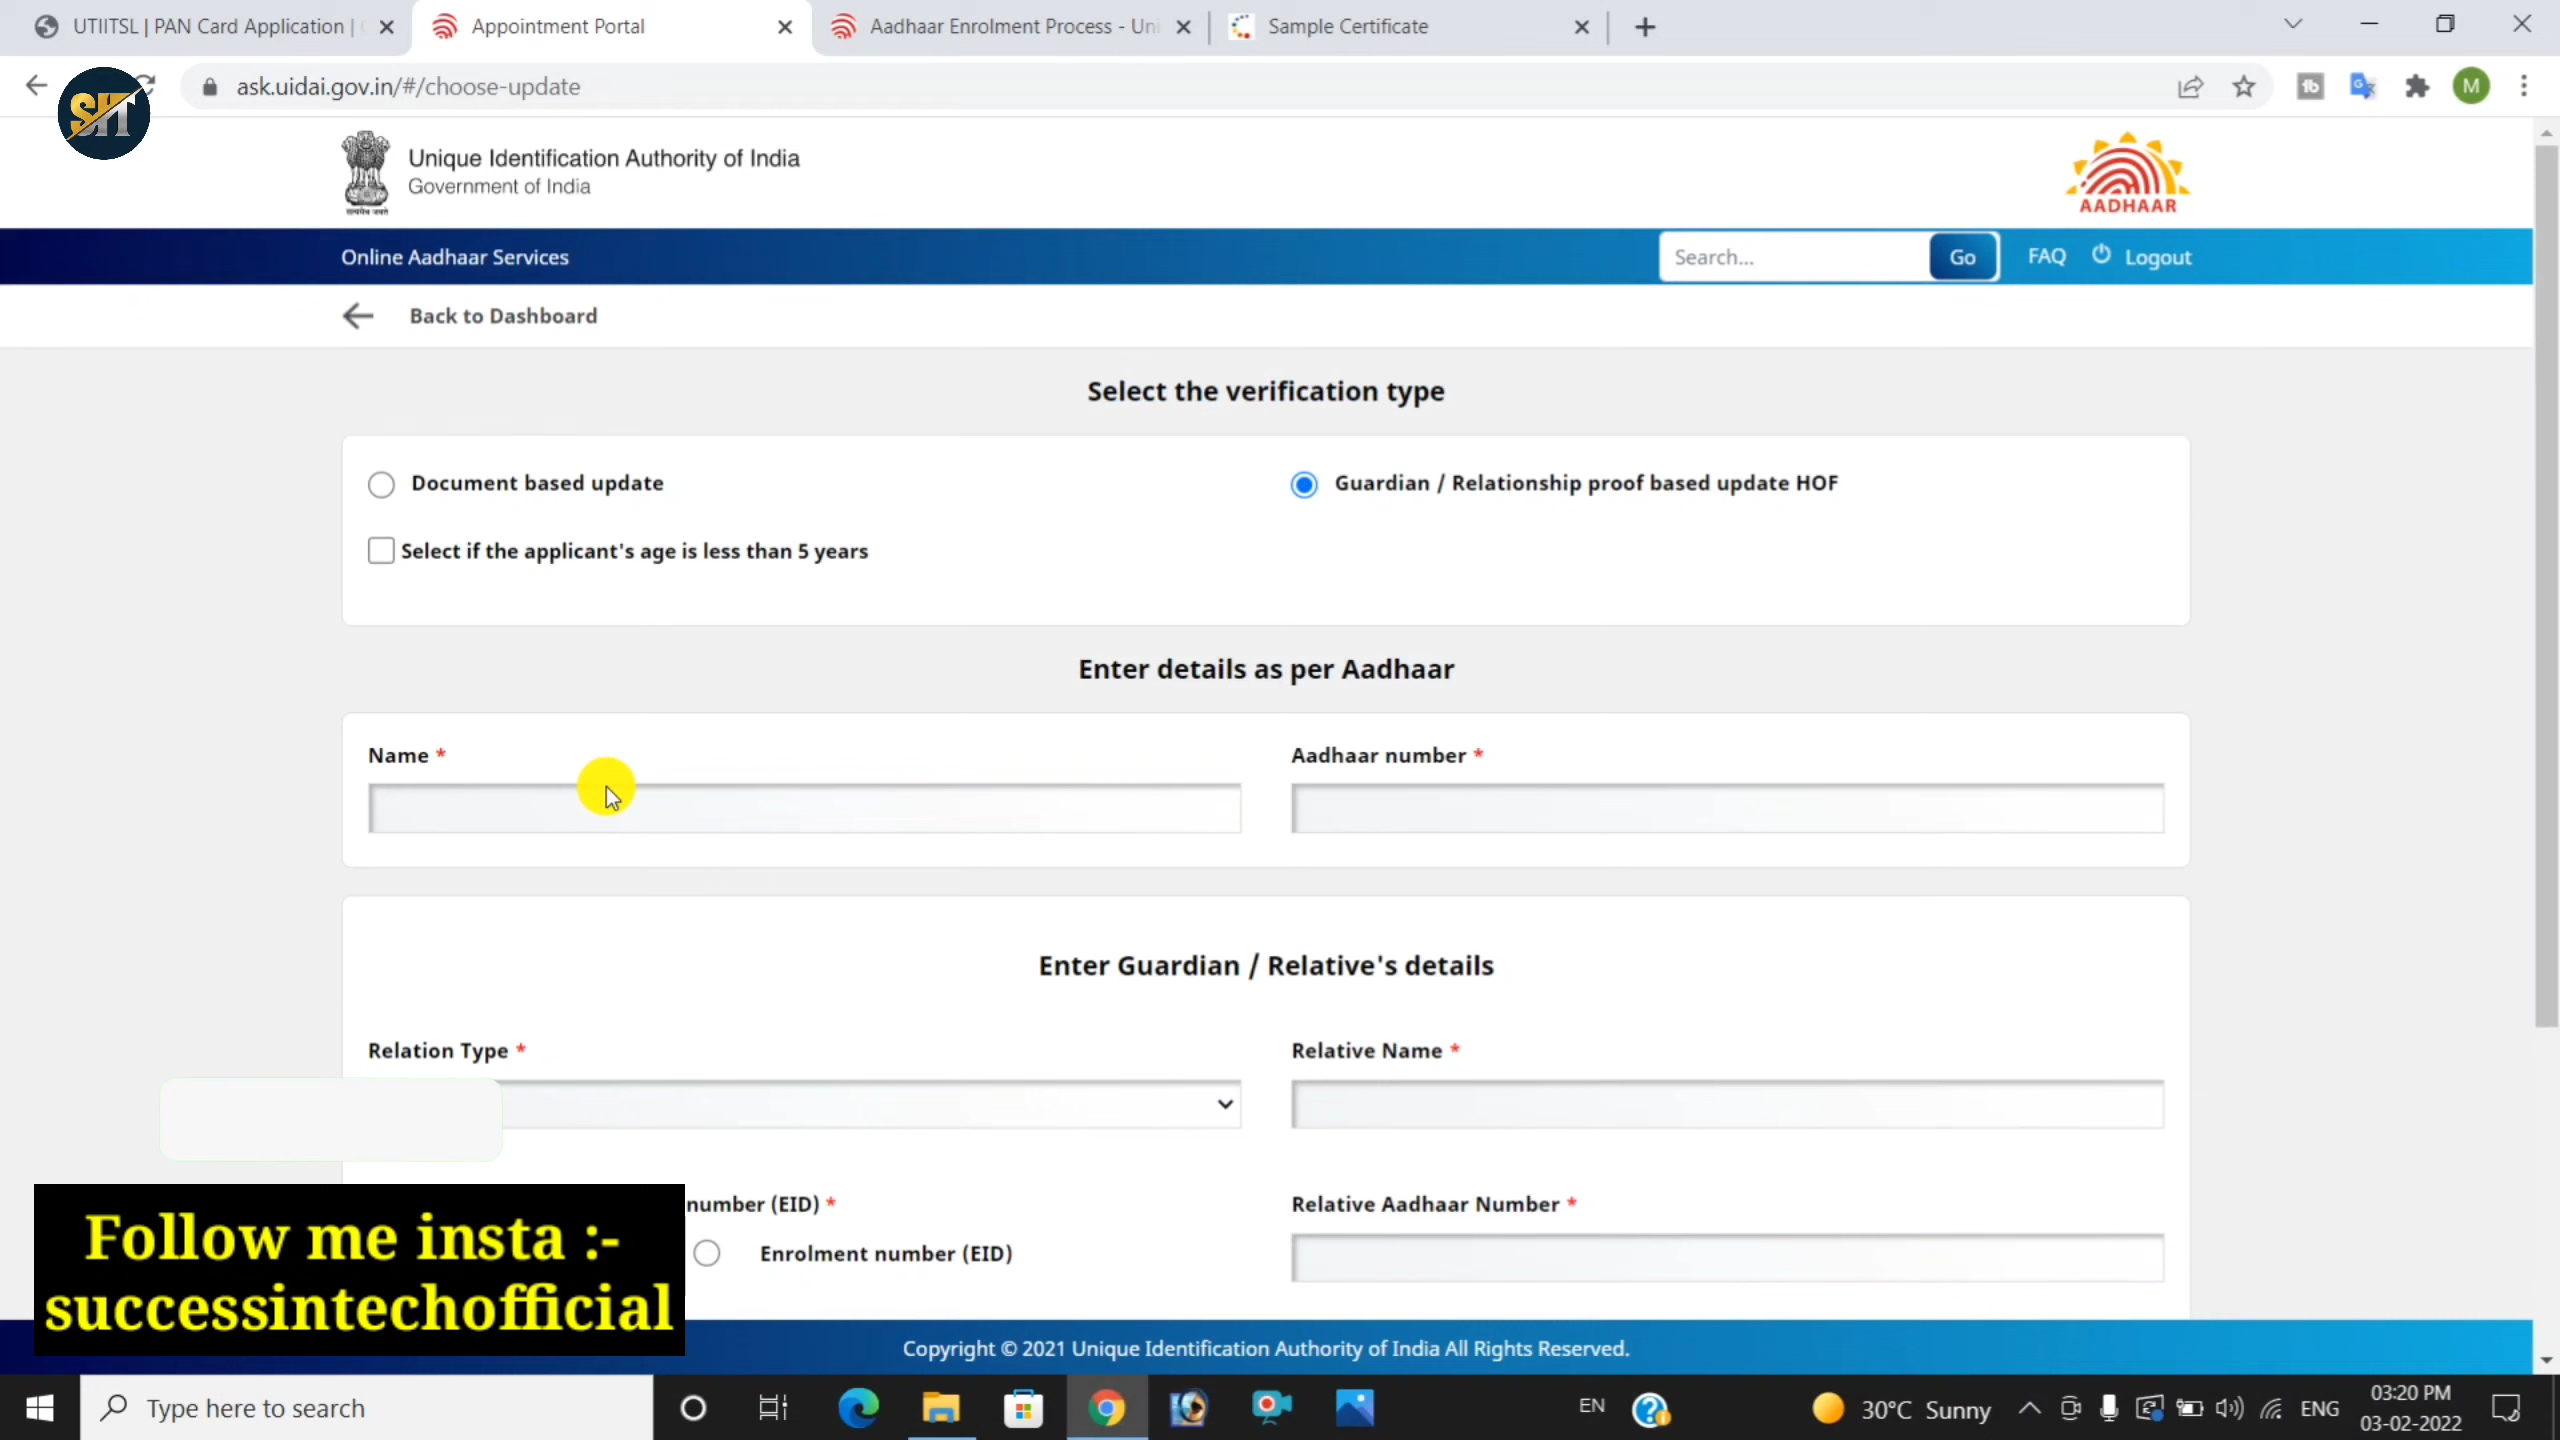 UTIITSL | PAN Card Application |
Appointment Portal
Aadhaar Enrolment Process - Uni
Sample Certificate
ask.uidai.gov.in/#/choose-update
M
SIT
सत्यमेव जयते
Unique Identification Authority of India
Government of India
AADHAAR
Online Aadhaar Services
Search...
Go
FAQ
Logout
Back to Dashboard
Select the verification type
Document based update
Guardian / Relationship proof based update HOF
Select if the applicant's age is less than 5 years
Enter details as per Aadhaar
Name *
Aadhaar number *
Enter Guardian / Relative's details
Relation Type *
Relative Name *
number (EID) *
Relative Aadhaar Number *
Enrolment number (EID)
Follow me insta :-
successintechofficial
Copyright © 2021 Unique Identification Authority of India All Rights Reserved.
Type here to search
EN
30°C Sunny
ENG
03:20 PM
03-02-2022